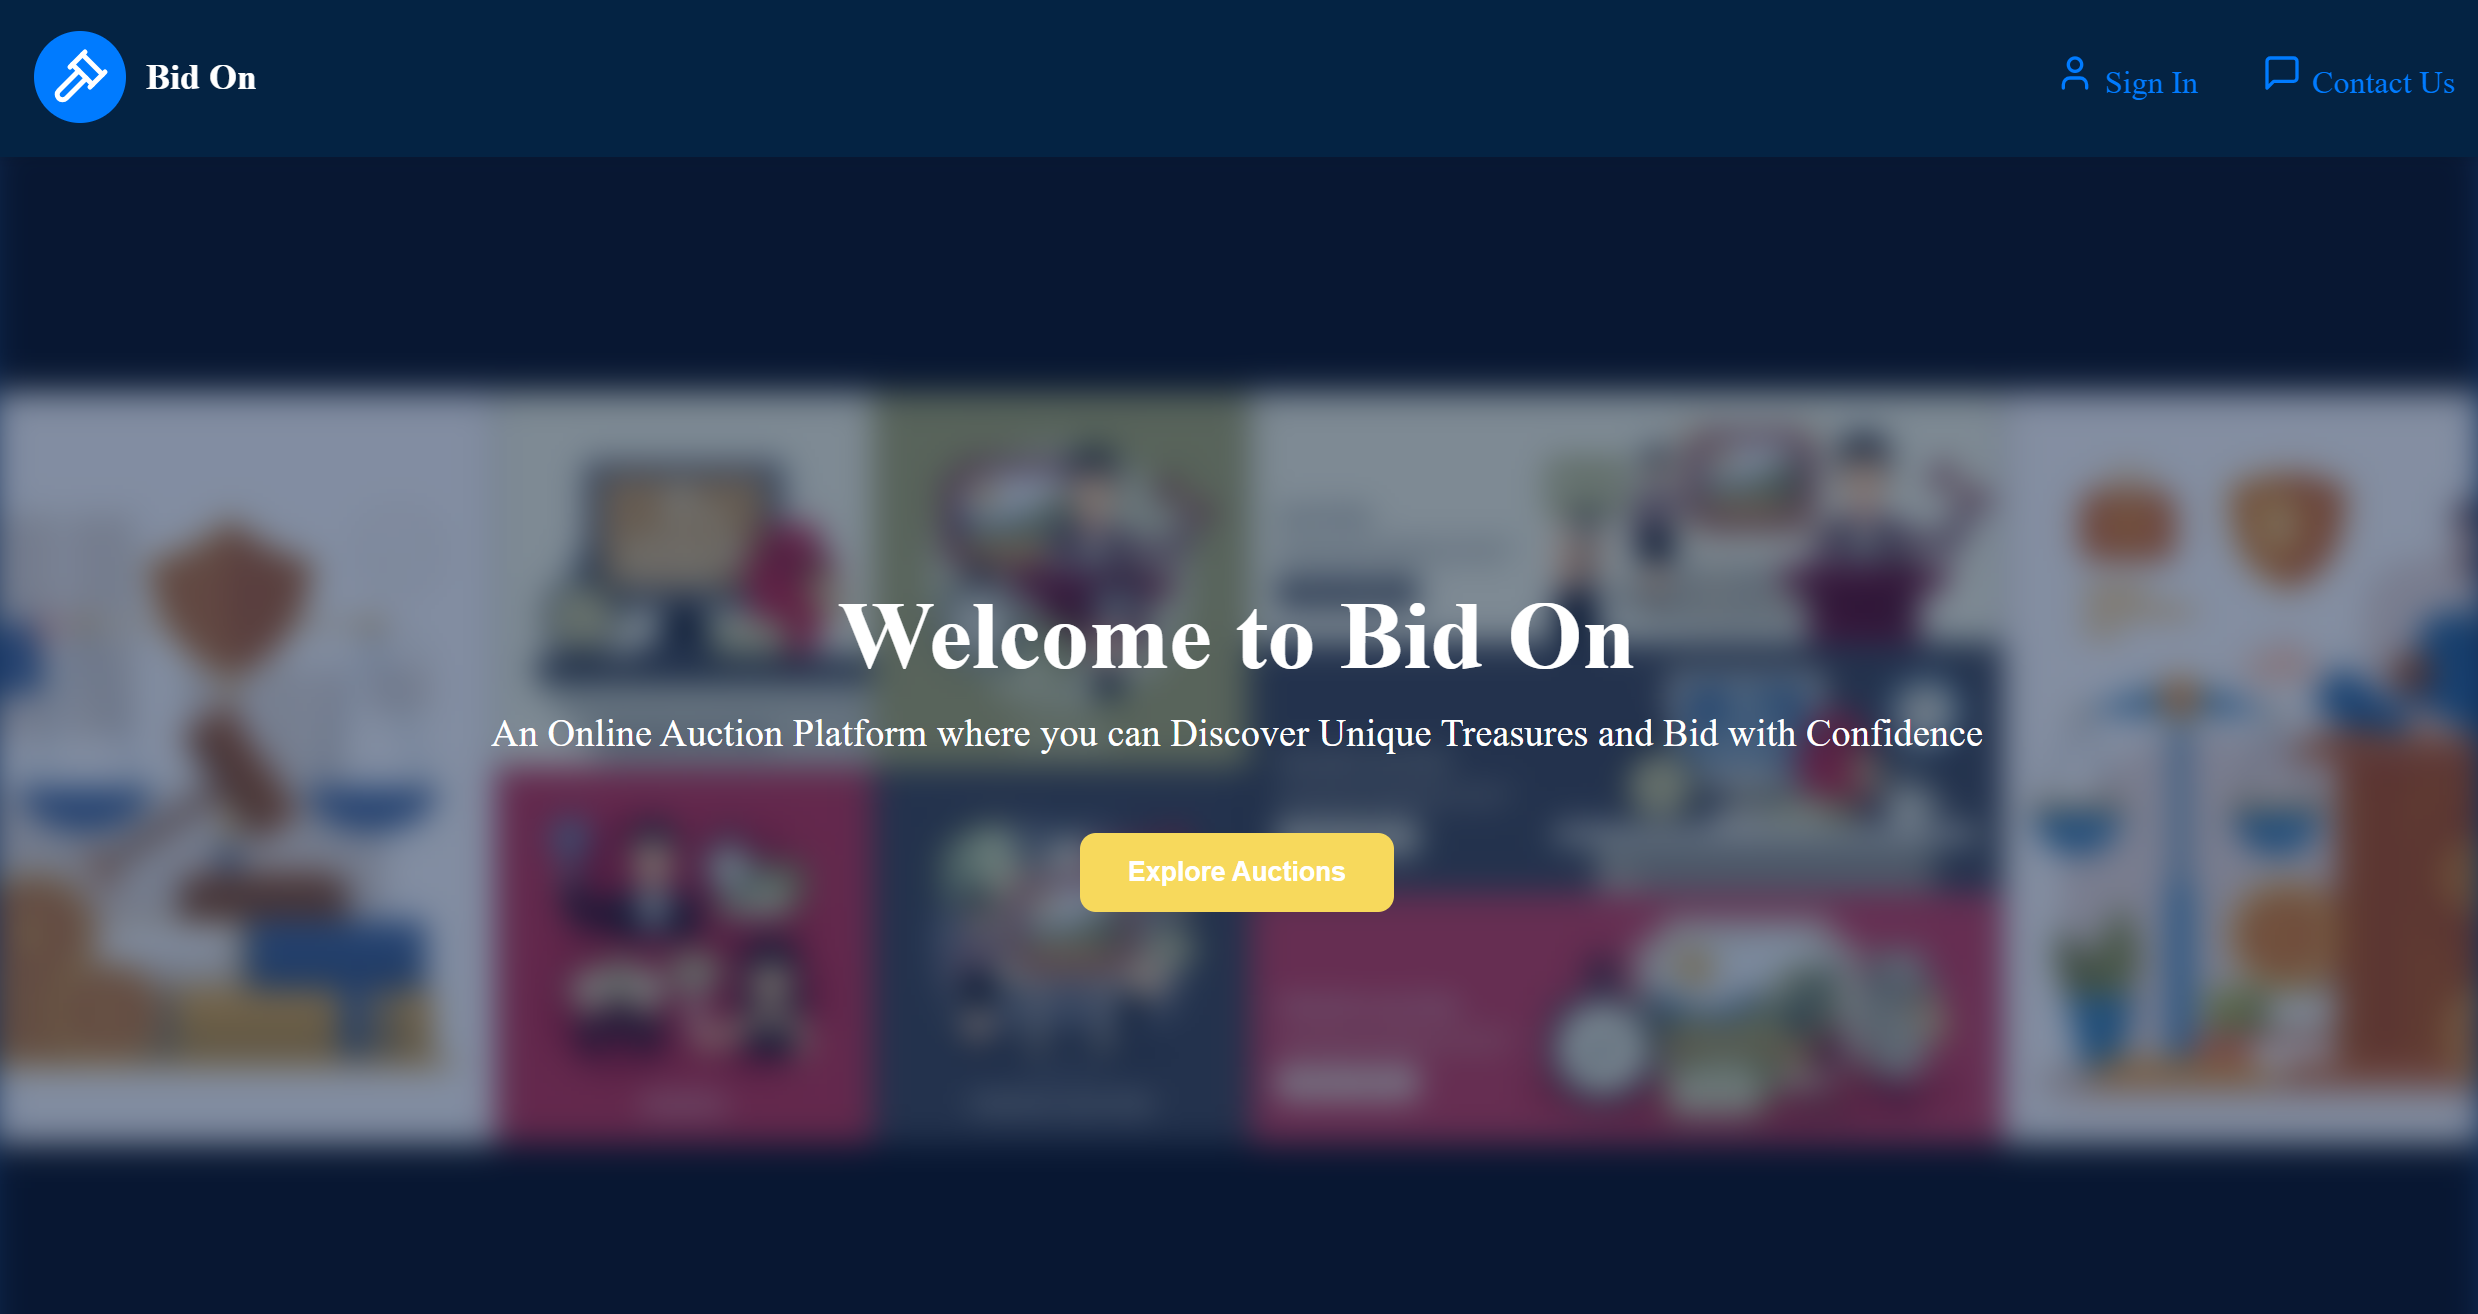 Bid On
Sign In
Contact Us
Welcome to Bid On
An Online Auction Platform where you can Discover Unique Treasures and Bid with Confidence
Explore Auctions